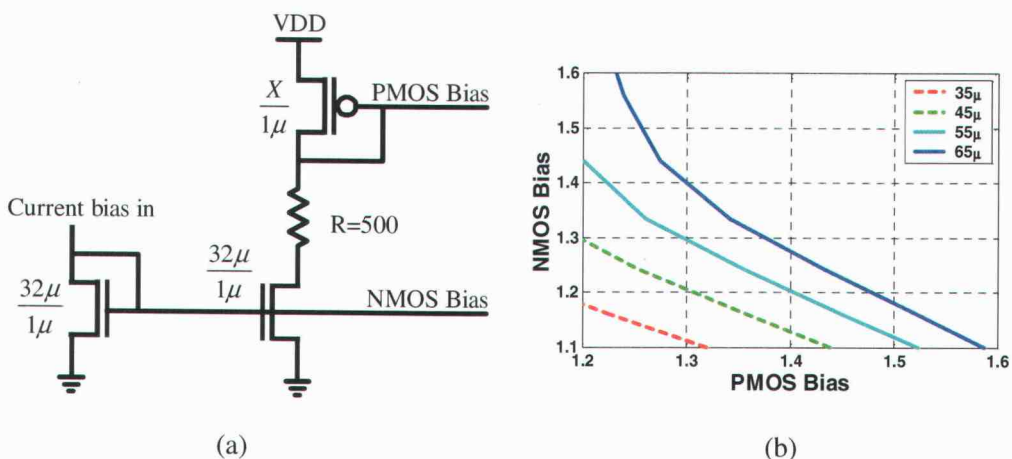 VDD
X
1µ
PMOS Bias
R=500
Current bias in
32µ
1µ
32µ
1µ
NMOS Bias
(a)
1.6
1.5
1.4
1.3
1.2
1.1
NMOS Bias
35µ
45µ
55µ
65µ
1.2
1.3
1.4
1.5
1.6
PMOS Bias
(b)